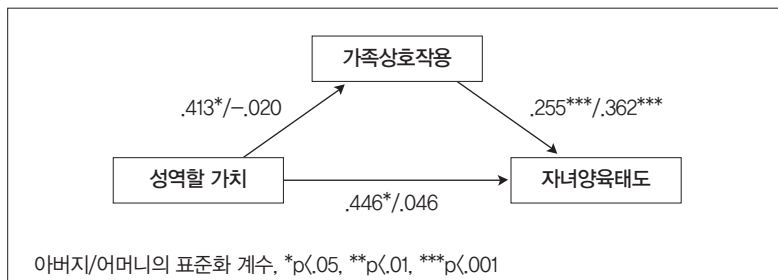 가족상호작용
.413*/-.020
.255***/.362***
성역할 가치
자녀양육태도
.446*/.046
아버지/어머니의 표준화 계수, *p<.05, **p<.01, ***p<.001